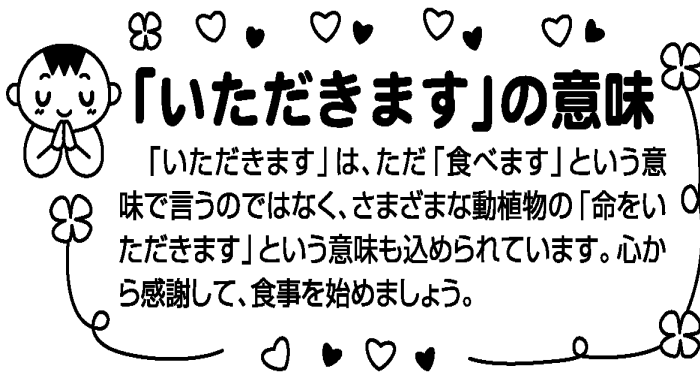 「いただきます」の意味
「いただきます」は、ただ「食べます」という意
味で言うのではなく、さまざまな動植物の「命をい
ただきます」という意味も込められています。心か
ら感謝して、食事を始めましょう。